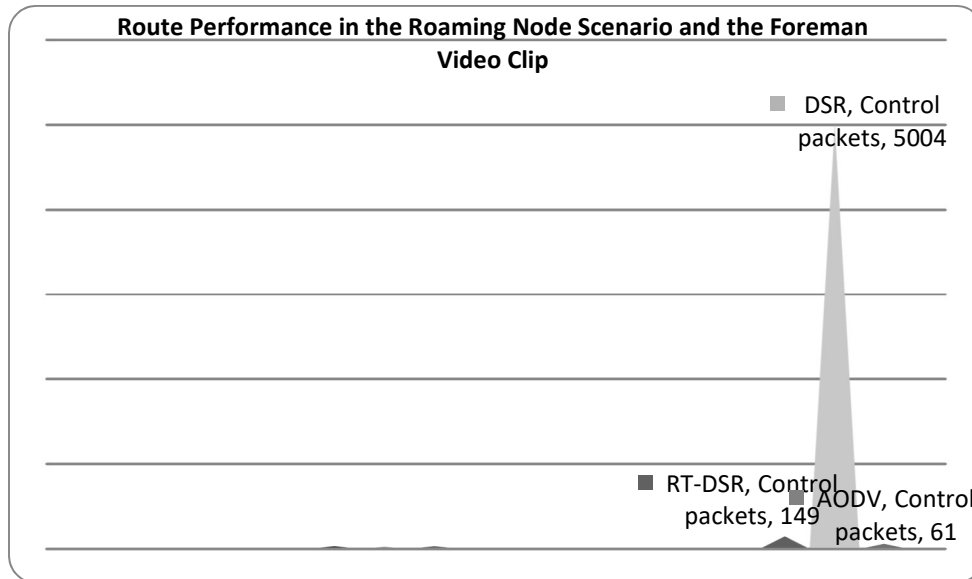 Route Performance in the Roaming Node Scenario and the Foreman
Video Clip
DSR, Control
packets, 5004
RT-DSR, Control
packets, 149
AODV, Control
packets, 61